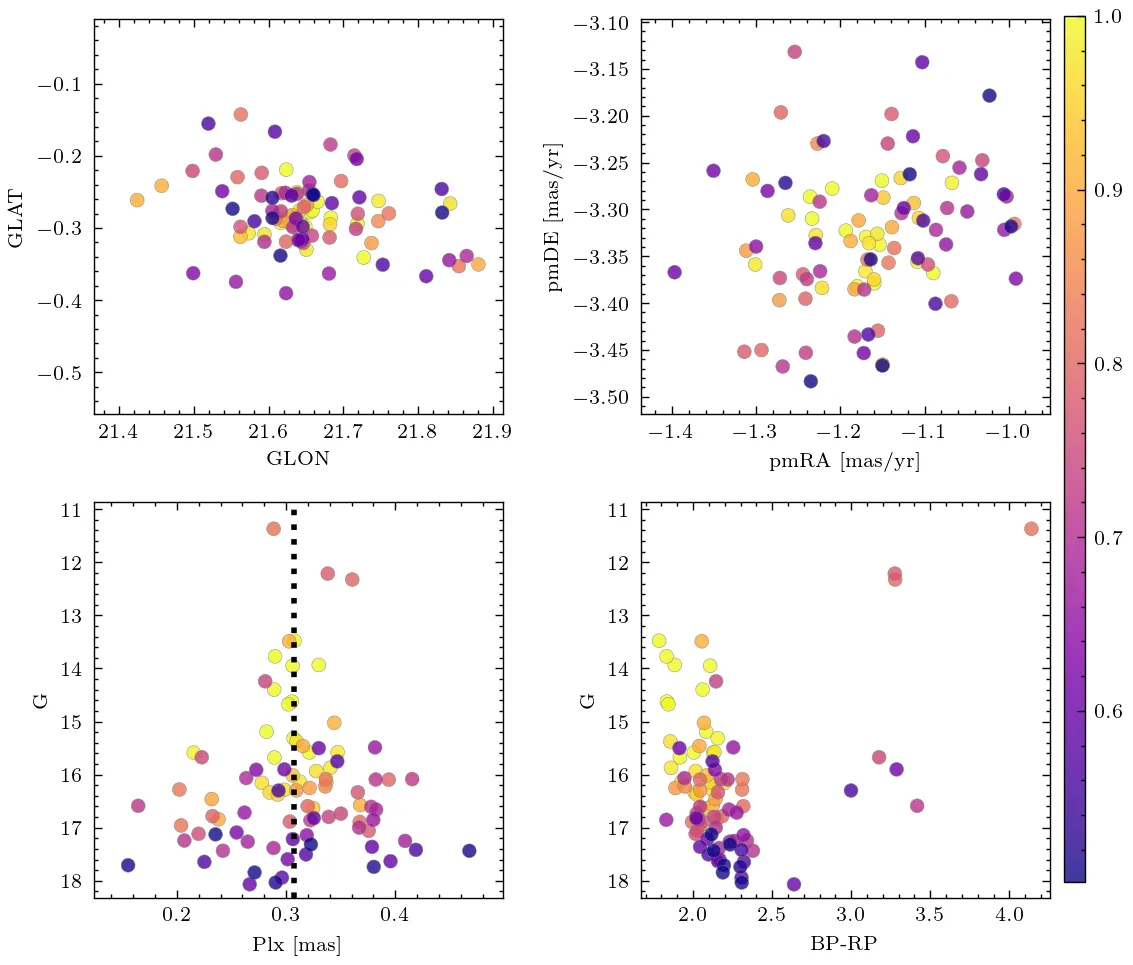 −0.1
−0.2
−0.3
−0.4
−0.5
GLAT
21.4 21.5 21.6 21.7 21.8 21.9
GLON
−3.10
−3.15
−3.20
−3.25
−3.30
−3.35
−3.40
−3.45
−3.50
pmDE [mas/yr]
−1.4 −1.3 −1.2 −1.1 −1.0
pmRA [mas/yr]
1.0
0.9
0.8
0.7
0.6
11
12
13
14
15
16
17
18
G
0.2 0.3 0.4
Plx [mas]
11
12
13
14
15
16
17
18
G
2.0 2.5 3.0 3.5 4.0
BP-RP